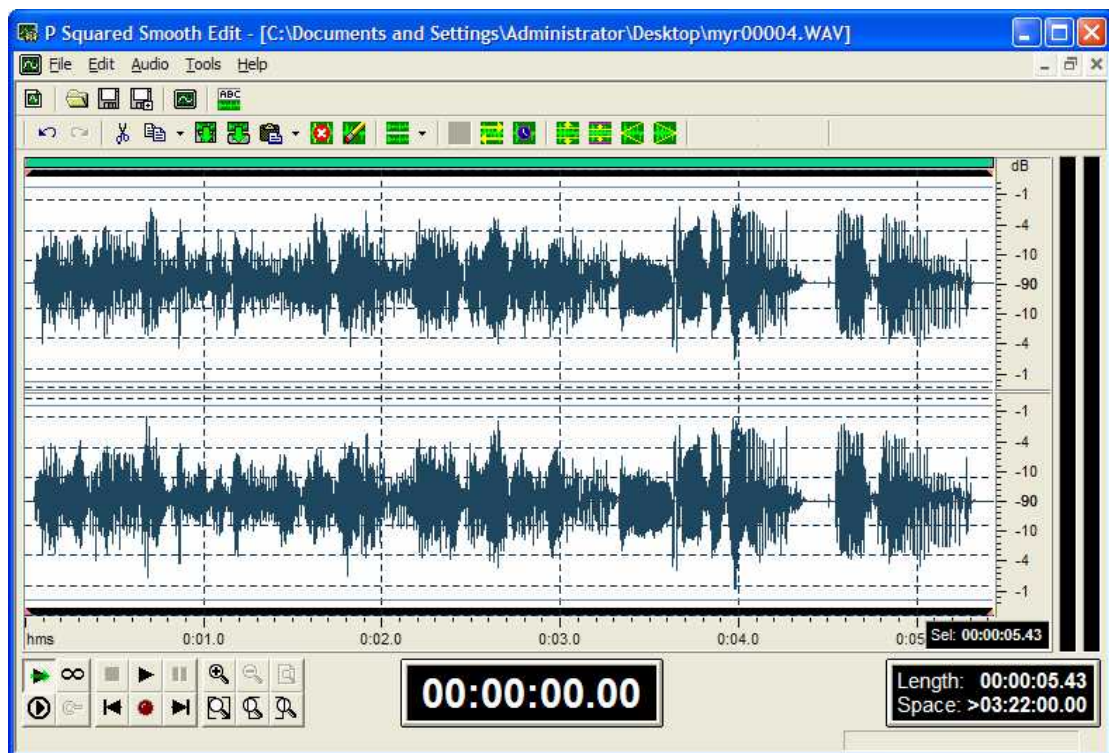 P Squared Smooth Edit - [C:\Documents and Settings\Administrator\Desktop\myr00004.WAV]
File Edit Audio Tools Help
ABC
dB
-1
-4
-10
-90
-10
-4
-1
-1
-4
-10
-90
-10
-4
-1
hms 0:01.0 0:02.0 0:03.0 0:04.0 0:05
Sel: 00:00:05.43
00:00:00.00
Length: 00:00:05.43
Space: >03:22:00.00